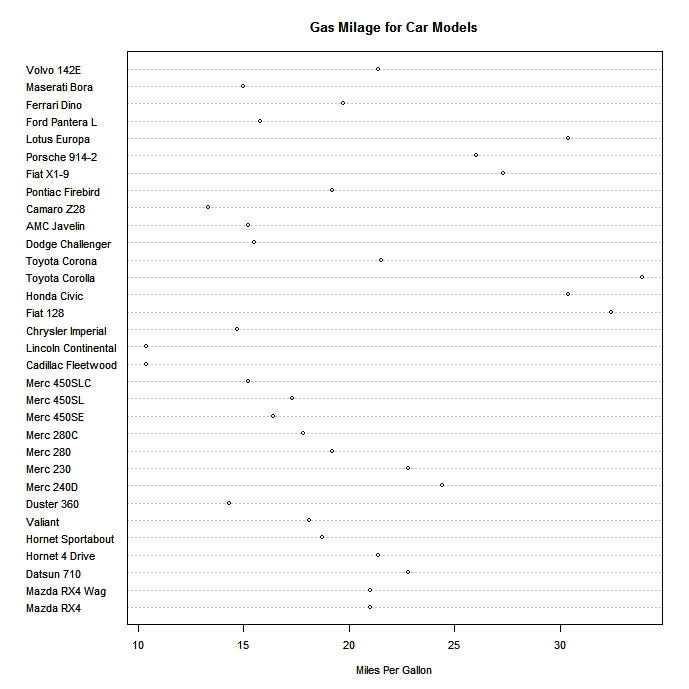 Gas Milage for Car Models
Volvo 142E
Maserati Bora
Ferrari Dino
Ford Pantera L
Lotus Europa
Porsche 914-2
Fiat X1-9
Pontiac Firebird
Camaro Z28
AMC Javelin
Dodge Challenger
Toyota Corona
Toyota Corolla
Honda Civic
Fiat 128
Chrysler Imperial
Lincoln Continental
Cadillac Fleetwood
Merc 450SLC
Merc 450SL
Merc 450SE
Merc 280C
Merc 280
Merc 230
Merc 240D
Duster 360
Valiant
Hornet Sportabout
Hornet 4 Drive
Datsun 710
Mazda RX4 Wag
Mazda RX4
10 15 20 25 30
Miles Per Gallon